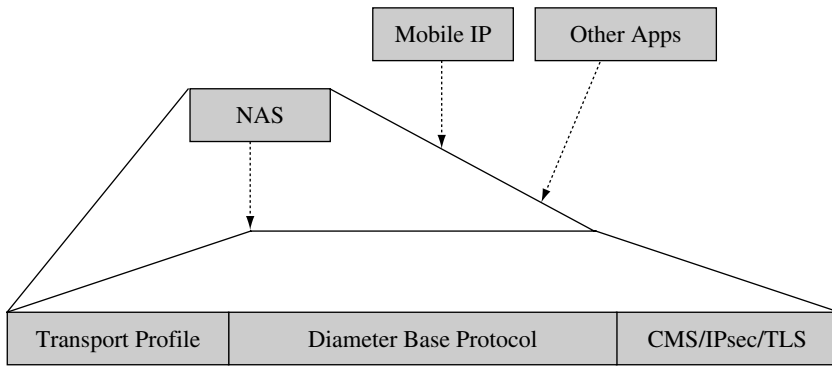 Mobile IP
Other Apps
NAS
Transport Profile
Diameter Base Protocol
CMS/IPsec/TLS